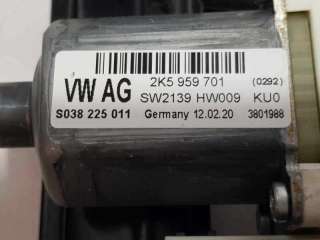 2K5 959 701 (0292)
VW AG SW2139 HW009 KU0
S038 225 011 Germany 12.02.20 3801988